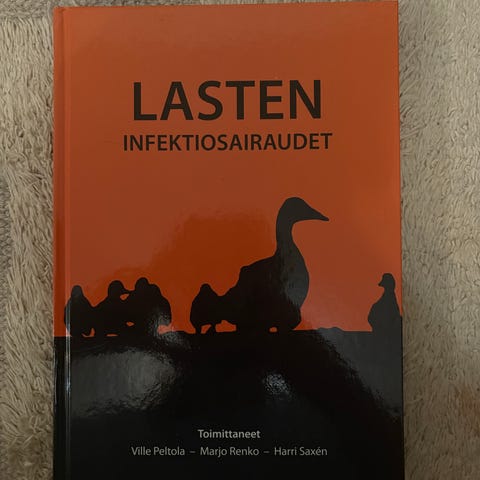 LASTEN
INFEKTIOSAIRAUDET
Toimittaneet
Ville Peltola – Marjo Renko – Harri Saxén